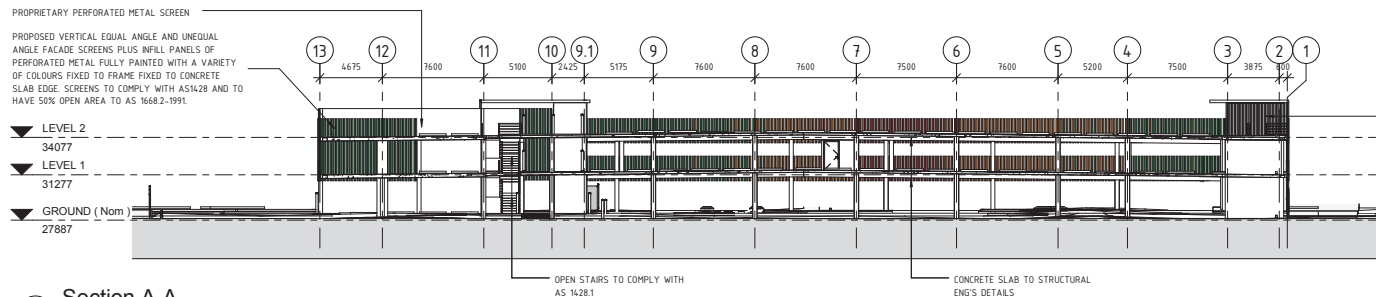 PROPRIETARY PERFORATED METAL SCREEN
PROPOSED VERTICAL EQUAL ANGLE AND UNEQUAL
ANGLE FACADE SCREENS PLUS INFILL PANELS OF
PERFORATED METAL FULLY PAINTED WITH A VARIETY
OF COLOURS FIXED TO FRAME FIXED TO CONCRETE
SLAB EDGE. SCREENS TO COMPLY WITH AS1428 AND TO
HAVE 50% OPEN AREA TO AS 1668.2-1991.
13 12 11 10 9.1 9 8 7 6 5 4 3 2 1
4675 7600 5100 2425 5175 7600 7600 7500 7600 5200 7500 3875 600
LEVEL 2
34077
LEVEL 1
31277
GROUND ( Nom )
27887
OPEN STAIRS TO COMPLY WITH
AS 1428.1
CONCRETE SLAB TO STRUCTURAL
ENG'S DETAILS
Section A-A